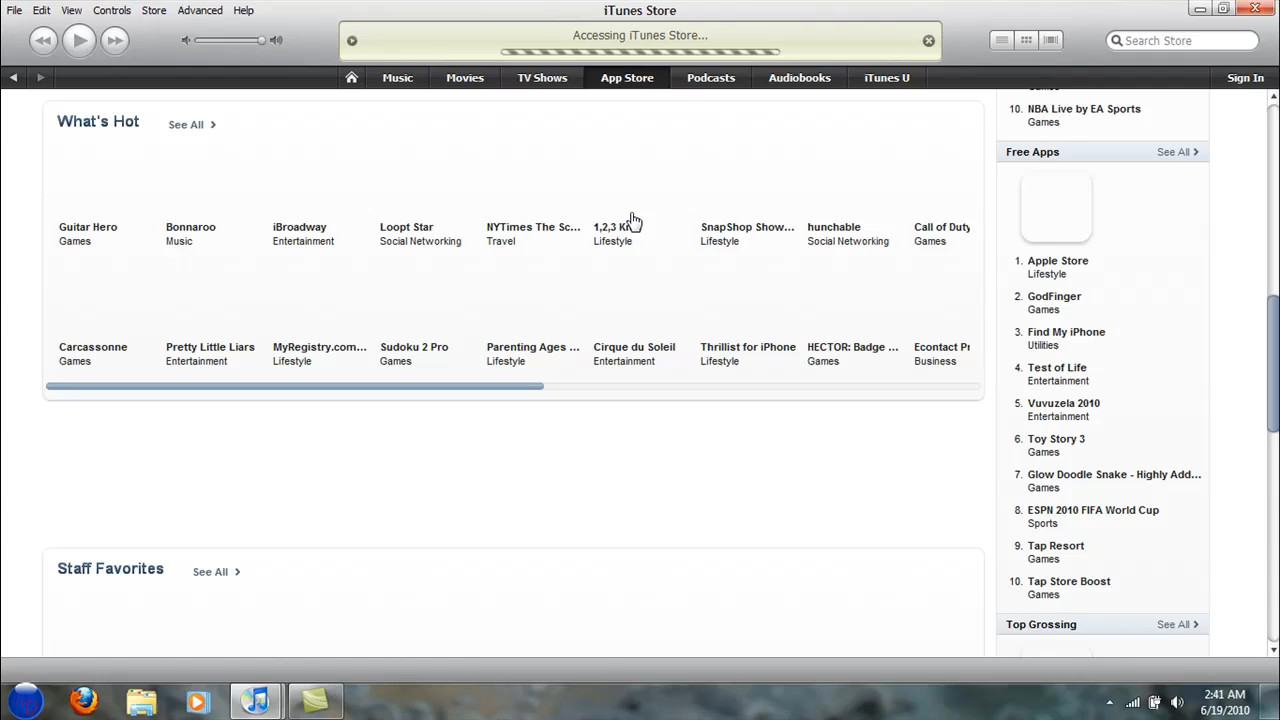 File Edit View Controls Store Advanced Help
iTunes Store
Accessing iTunes Store...
Search Store
Music Movies TV Shows App Store Podcasts Audiobooks iTunes U Sign In
What's Hot See All
Guitar Hero Bonnaroo iBroadway Loopt Star NYTimes The Sc... 1,2,3 SnapShop Show... hunchable Call of Duty
Games Music Entertainment Social Networking Travel Lifestyle Lifestyle Social Networking Games
Carcassonne Pretty Little Liars MyRegistry.com... Sudoku 2 Pro Parenting Ages ... Cirque du Soleil Thrillist for iPhone HECTOR: Badge ... Econtact Pr
Games Entertainment Lifestyle Games Lifestyle Entertainment Lifestyle Games Business
Staff Favorites See All
10. NBA Live by EA Sports
Games
Free Apps See All
1. Apple Store
Lifestyle
2. GodFinger
Games
3. Find My iPhone
Utilities
4. Test of Life
Entertainment
5. Vuvuzela 2010
Entertainment
6. Toy Story 3
Games
7. Glow Doodle Snake - Highly Add...
Games
8. ESPN 2010 FIFA World Cup
Sports
9. Tap Resort
Games
10. Tap Store Boost
Games
Top Grossing See All
2:41 AM
6/19/2010